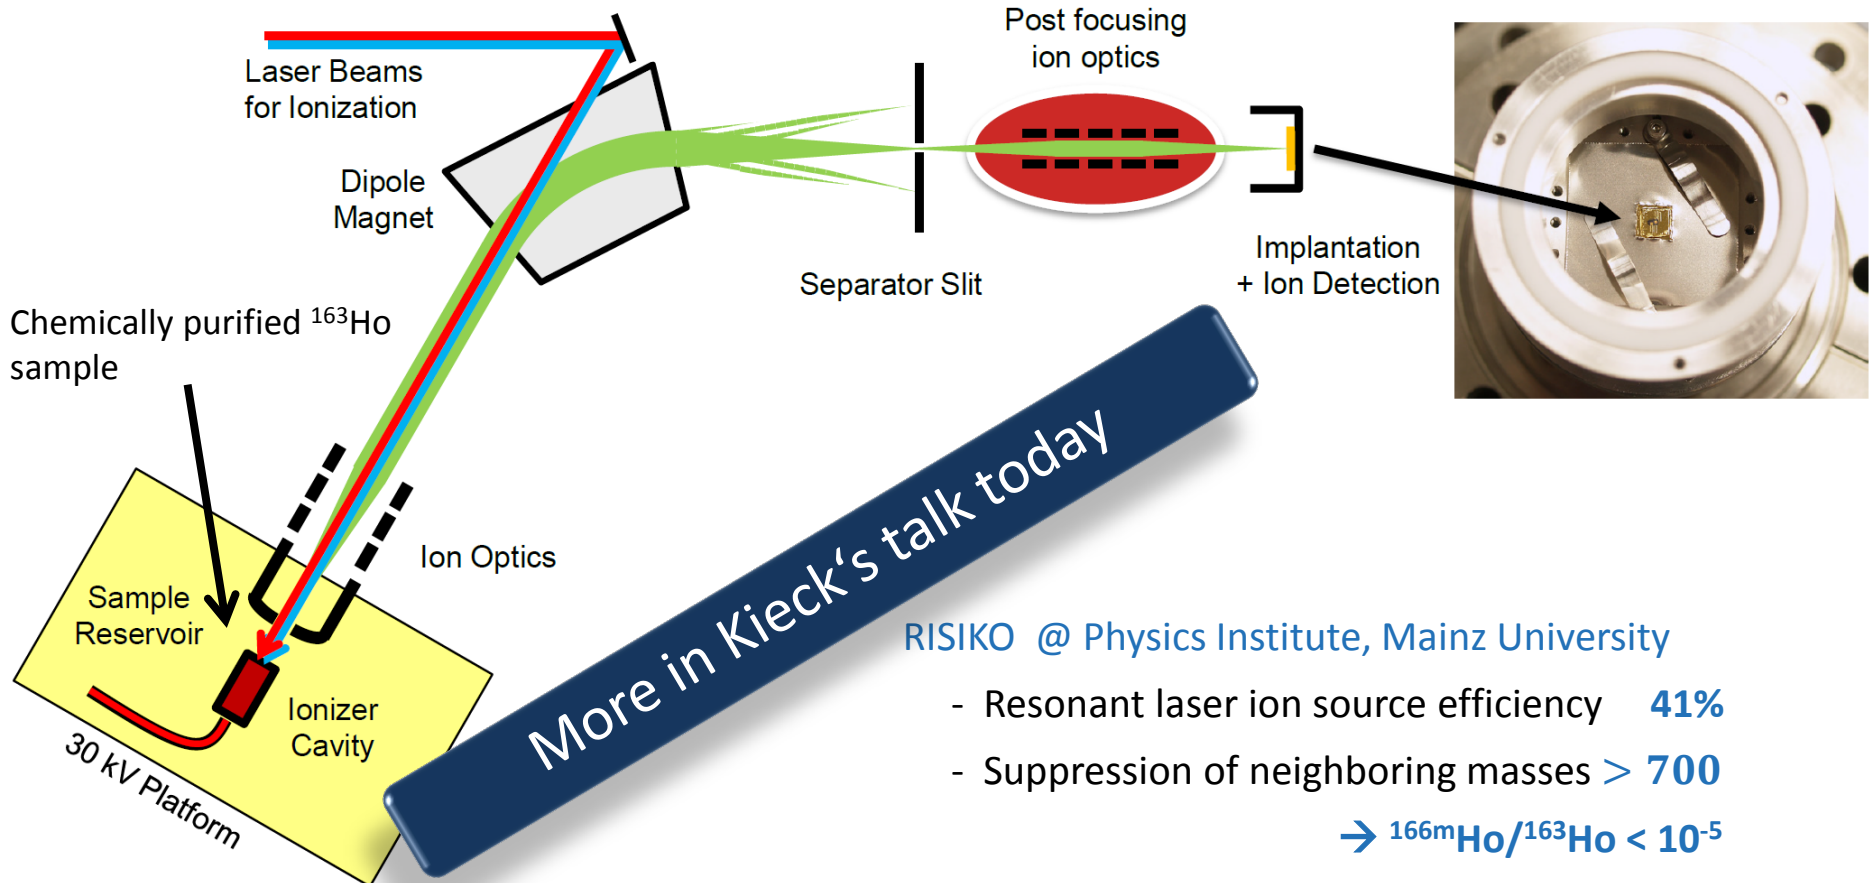 Laser Beams
for Ionization
Post focusing
ion optics
Dipole
Magnet
Separator Slit
Implantation
+ Ion Detection
Chemically purified ¹⁶³Ho
sample
Ion Optics
Sample
Reservoir
Ionizer
Cavity
30 kV Platform
More in Kieck‘s talk today
RISIKO @ Physics Institute, Mainz University
- Resonant laser ion source efficiency 41%
- Suppression of neighboring masses > 700
→ ¹⁶⁶ᵐHo/¹⁶³Ho < 10⁻⁵